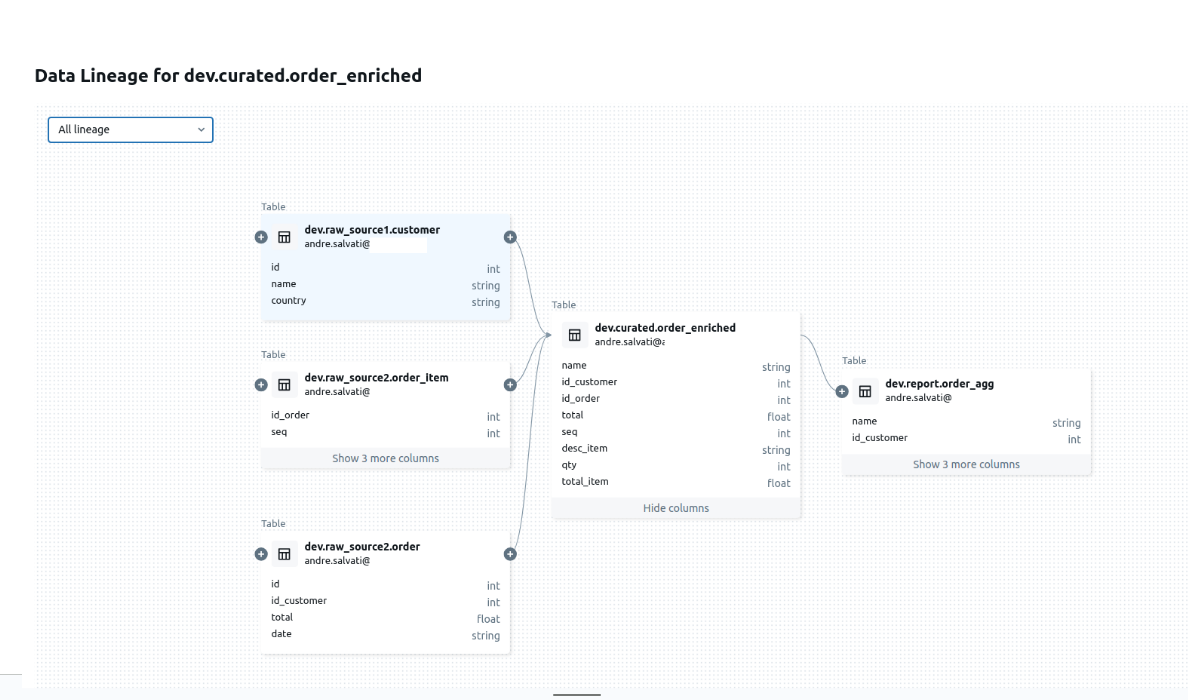 Data Lineage for dev.curated.order_enriched
All lineage
Table
dev.raw_source1.customer
andre.salvati@
id int
name string
country string
Table
dev.raw_source2.order_item
andre.salvati@
id_order int
seq int
Show 3 more columns
Table
dev.raw_source2.order
andre.salvati@
id int
id_customer int
total float
date string
Table
dev.curated.order_enriched
andre.salvati@
name string
id_customer int
id_order int
total float
seq int
desc_item string
qty int
total_item float
Hide columns
Table
dev.report.order_agg
andre.salvati@
name string
id_customer int
Show 3 more columns